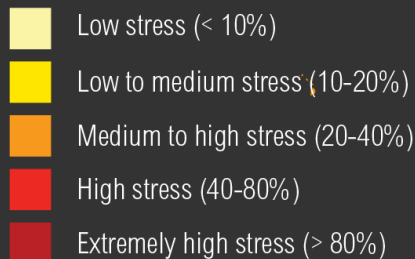 Low stress (< 10%)
Low to medium stress (10-20%)
Medium to high stress (20-40%)
High stress (40-80%)
Extremely high stress (> 80%)